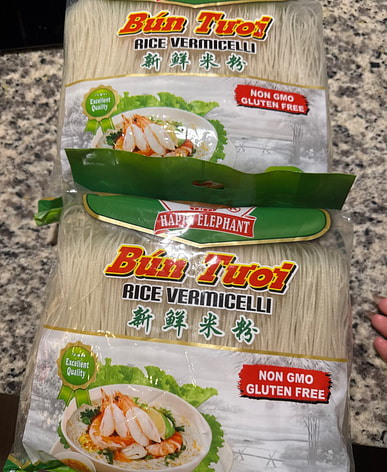 Bún Tươi
RICE VERMICELLI
新鮮米粉
Excellent
Quality
NON GMO
GLUTEN FREE
HAPPY ELEPHANT
Bún Tươi
RICE VERMICELLI
新鮮米粉
Excellent
Quality
NON GMO
GLUTEN FREE